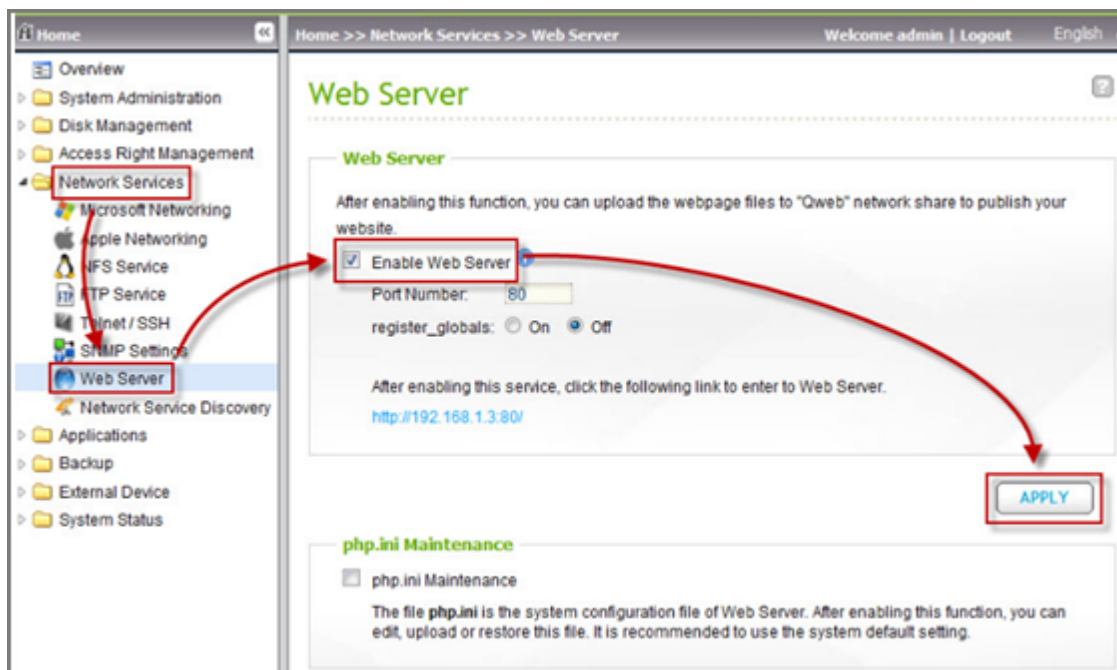 Home
Home >> Network Services >> Web Server
Welcome admin | Logout
English
Overview
System Administration
Disk Management
Access Right Management
Network Services
Microsoft Networking
Apple Networking
NFS Service
FTP Service
Telnet / SSH
SNMP Settings
Web Server
Network Service Discovery
Applications
Backup
External Device
System Status
Web Server
Web Server
After enabling this function, you can upload the webpage files to "Qweb" network share to publish your
website.
Enable Web Server
Port Number: 80
register_globals: On Off
After enabling this service, click the following link to enter to Web Server.
http://192.168.1.3:80/
APPLY
php.ini Maintenance
php.ini Maintenance
The file php.ini is the system configuration file of Web Server. After enabling this function, you can
edit, upload or restore this file. It is recommended to use the system default setting.